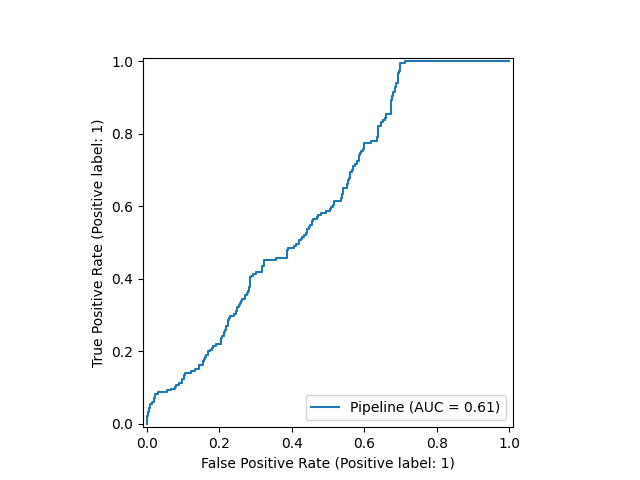 True Positive Rate (Positive label: 1)
1.0
0.8
0.6
0.4
0.2
0.0
Pipeline (AUC = 0.61)
0.0 0.2 0.4 0.6 0.8 1.0
False Positive Rate (Positive label: 1)